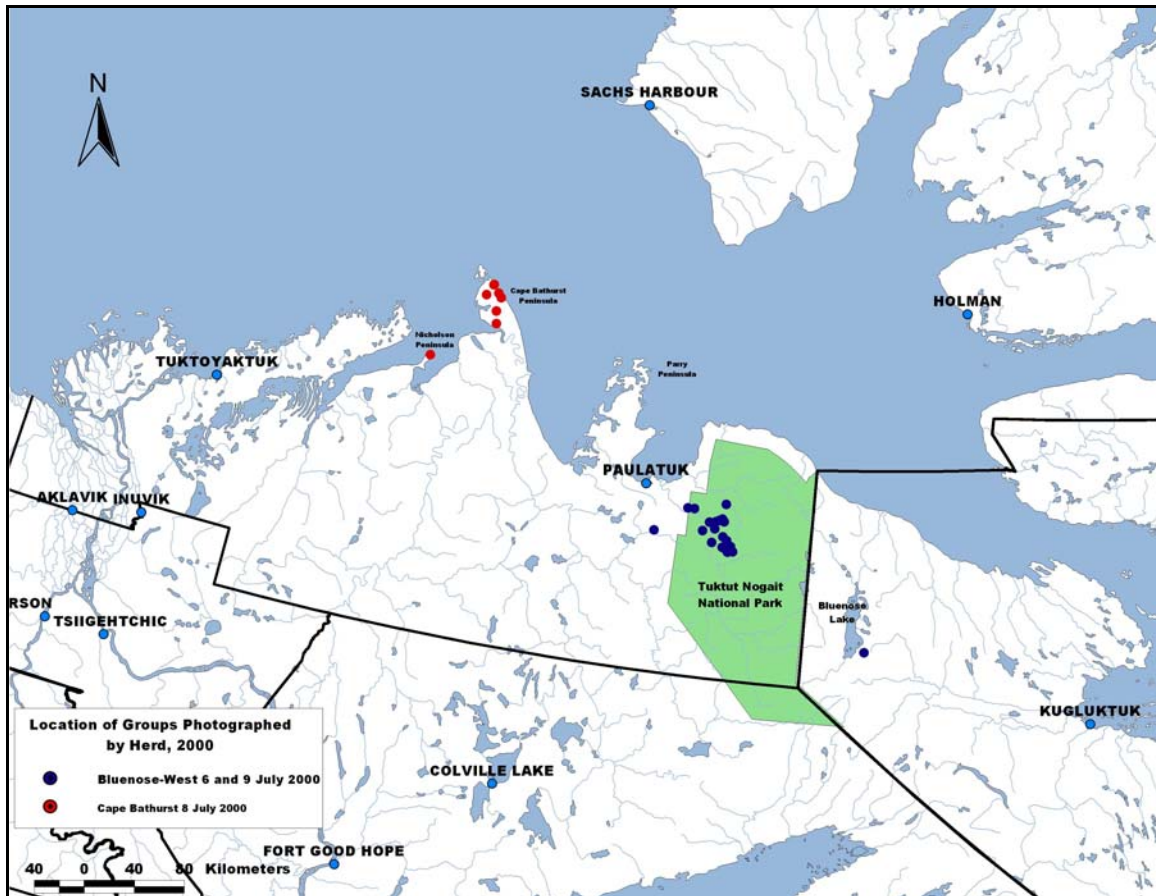 N
SACHS HARBOUR
Cape Bathurst
Peninsula
HOLMAN
Nicholson
Peninsula
TUKTOYAKTUK
Parry
Peninsula
PAULATUK
AKLAVIK
INUVIK
Tuktut Nogait
National Park
Bluenose
Lake
RSON
TSIIGEHTCHIC
KUGLUKTUK
Location of Groups Photographed
by Herd, 2000
Bluenose-West 6 and 9 July 2000
Cape Bathurst 8 July 2000
COLVILLE LAKE
FORT GOOD HOPE
40 0 40 80 Kilometers